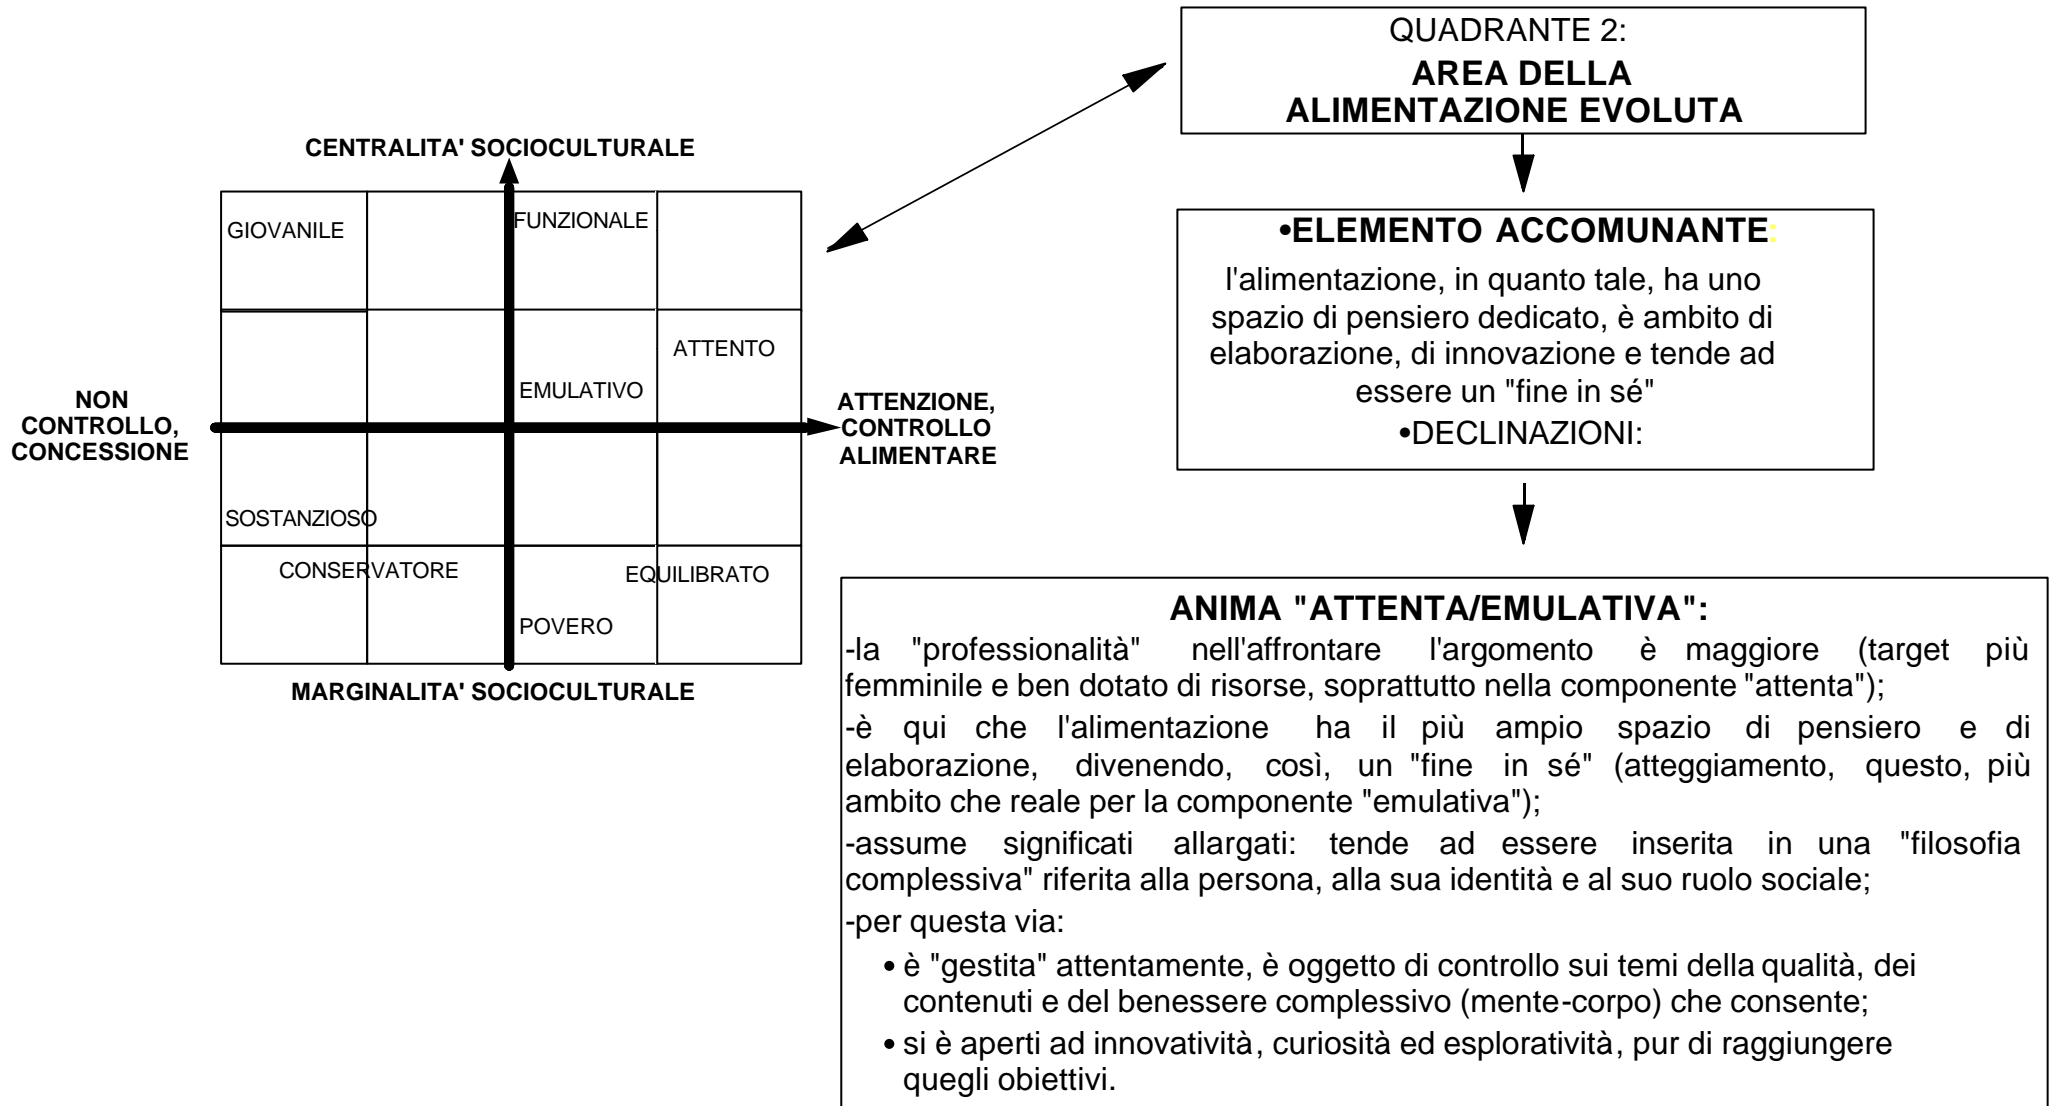 QUADRANTE 2:
AREA DELLA
ALIMENTAZIONE EVOLUTA
CENTRALITA' SOCIOCULTURALE
GIOVANILE
FUNZIONALE
ATTENTO
EMULATIVO
NON
CONTROLLO,
CONCESSIONE
ATTENZIONE,
CONTROLLO
ALIMENTARE
SOSTANZIOSO
CONSERVATORE
EQUILIBRATO
POVERO
MARGINALITA' SOCIOCULTURALE
•ELEMENTO ACCOMUNANTE:
l'alimentazione, in quanto tale, ha uno
spazio di pensiero dedicato, è ambito di
elaborazione, di innovazione e tende ad
essere un "fine in sé"
•DECLINAZIONI:
ANIMA "ATTENTA/EMULATIVA":
-la "professionalità" nell'affrontare l'argomento è maggiore (target più
femminile e ben dotato di risorse, soprattutto nella componente "attenta");
-è qui che l'alimentazione ha il più ampio spazio di pensiero e di
elaborazione, divenendo, così, un "fine in sé" (atteggiamento, questo, più
ambito che reale per la componente "emulativa");
-assume significati allargati: tende ad essere inserita in una "filosofia
complessiva" riferita alla persona, alla sua identità e al suo ruolo sociale;
-per questa via:
• è "gestita" attentamente, è oggetto di controllo sui temi della qualità, dei
contenuti e del benessere complessivo (mente-corpo) che consente;
• si è aperti ad innovatività, curiosità ed esploratività, pur di raggiungere
quegli obiettivi.